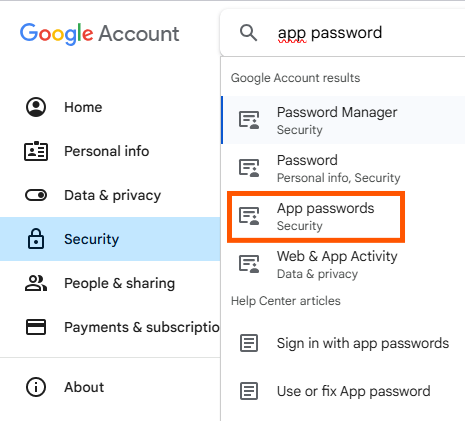 Google Account
app password
Google Account results
Home
Password Manager
Security
Personal info
Password
Personal info, Security
Data & privacy
App passwords
Security
Security
Web & App Activity
Data & privacy
People & sharing
Help Center articles
Payments & subscriptio
Sign in with app passwords
About
Use or fix App password